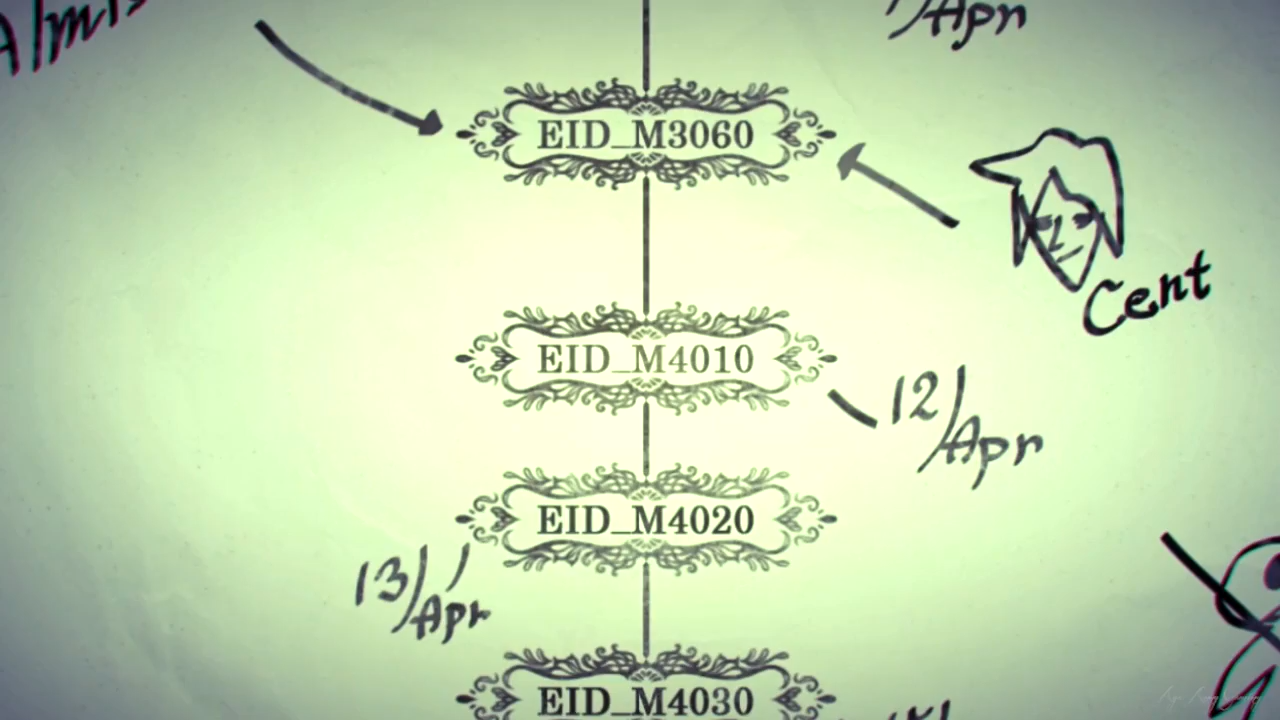 /Apr
EID_M3060
Cent
EID_M4010
12/Apr
EID_M4020
13/Apr
EID_M4030